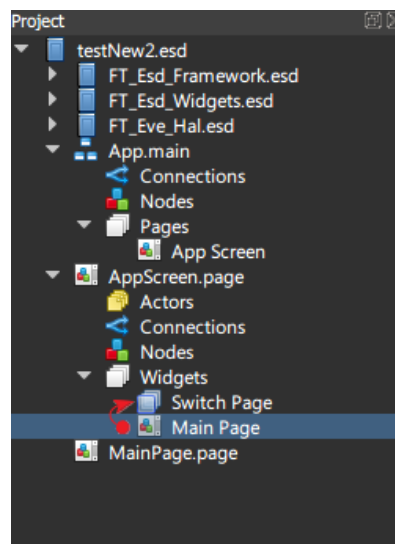 Project
testNew2.esd
FT_Esd_Framework.esd
FT_Esd_Widgets.esd
FT_Eve_Hal.esd
App.main
Connections
Nodes
Pages
App Screen
AppScreen.page
Actors
Connections
Nodes
Widgets
Switch Page
Main Page
MainPage.page